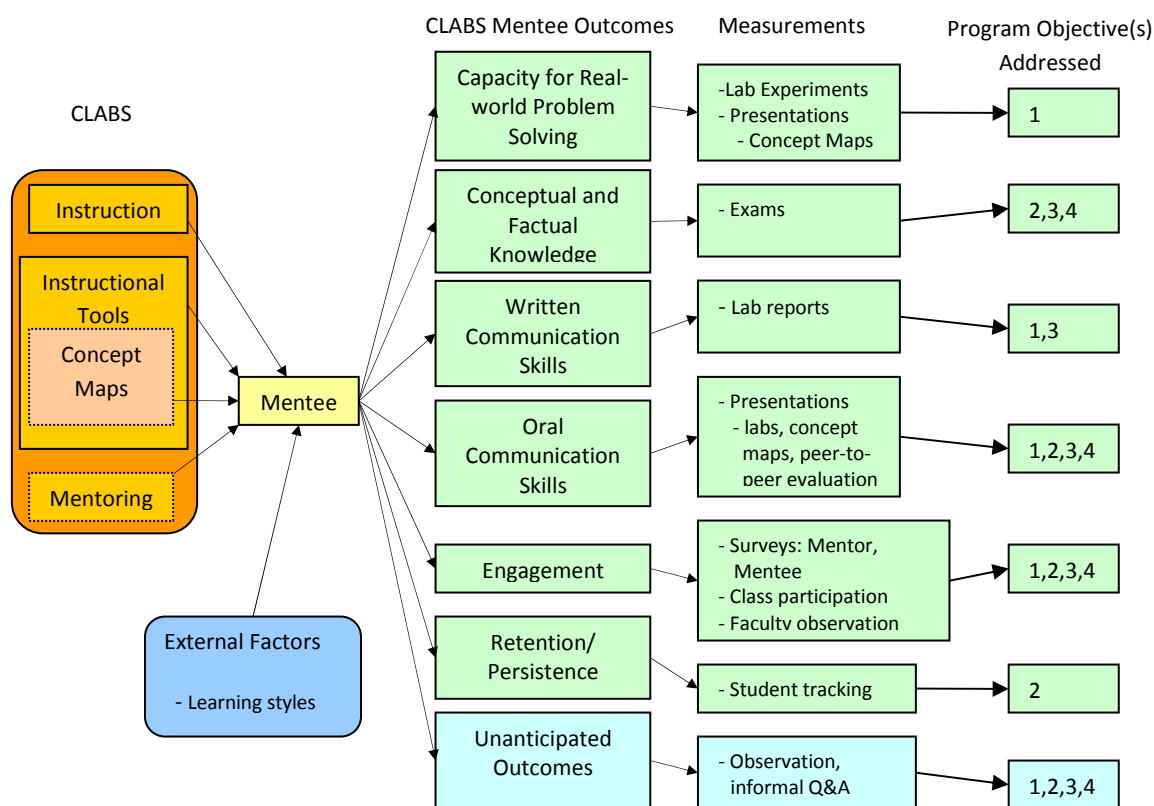 CLABS Mentee Outcomes
Measurements
Program Objective(s)
Addressed
CLABS
Instruction
Instructional
Tools
Concept
Maps
Mentoring
Mentee
External Factors
- Learning styles
Capacity for Real-
world Problem
Solving
-Lab Experiments
- Presentations
- Concept Maps
1
Conceptual and
Factual
Knowledge
- Exams
2,3,4
Written
Communication
Skills
- Lab reports
1,3
Oral
Communication
Skills
- Presentations
- labs, concept
maps, peer-to-
peer evaluation
1,2,3,4
Engagement
- Surveys: Mentor,
Mentee
- Class participation
- Faculty observation
1,2,3,4
Retention/
Persistence
- Student tracking
2
Unanticipated
Outcomes
- Observation,
informal Q&A
1,2,3,4